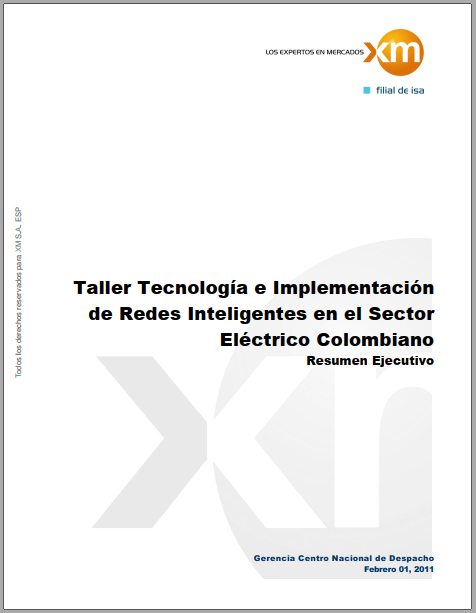 LOS EXPERTOS EN MERCADOS
xm
filial de isa
Todos los derechos reservados para XM S.A. ESP
Taller Tecnología e Implementación
de Redes Inteligentes en el Sector
Eléctrico Colombiano
Resumen Ejecutivo
xm
Gerencia Centro Nacional de Despacho
Febrero 01, 2011